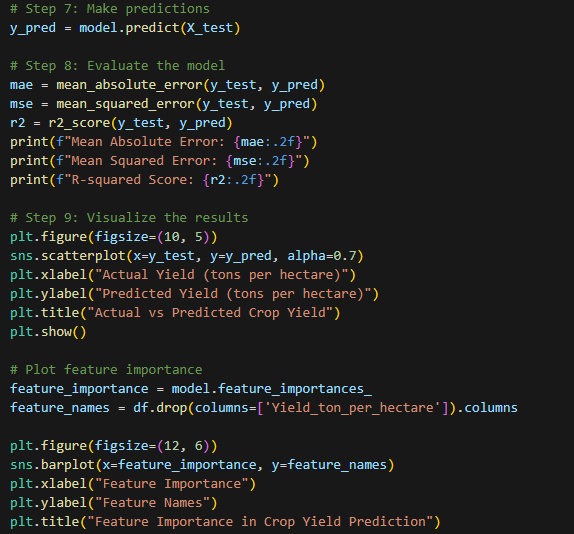 # Step 7: Make predictions
y_pred = model.predict(X_test)
# Step 8: Evaluate the model
mae = mean_absolute_error(y_test, y_pred)
mse = mean_squared_error(y_test, y_pred)
r2 = r2_score(y_test, y_pred)
print(f"Mean Absolute Error: {mae:.2f}")
print(f"Mean Squared Error: {mse:.2f}")
print(f"R-squared Score: {r2:.2f}")
# Step 9: Visualize the results
plt.figure(figsize=(10, 5))
sns.scatterplot(x=y_test, y=y_pred, alpha=0.7)
plt.xlabel("Actual Yield (tons per hectare)")
plt.ylabel("Predicted Yield (tons per hectare)")
plt.title("Actual vs Predicted Crop Yield")
plt.show()
# Plot feature importance
feature_importance = model.feature_importances_
feature_names = df.drop(columns=['Yield_ton_per_hectare']).columns
plt.figure(figsize=(12, 6))
sns.barplot(x=feature_importance, y=feature_names)
plt.xlabel("Feature Importance")
plt.ylabel("Feature Names")
plt.title("Feature Importance in Crop Yield Prediction")